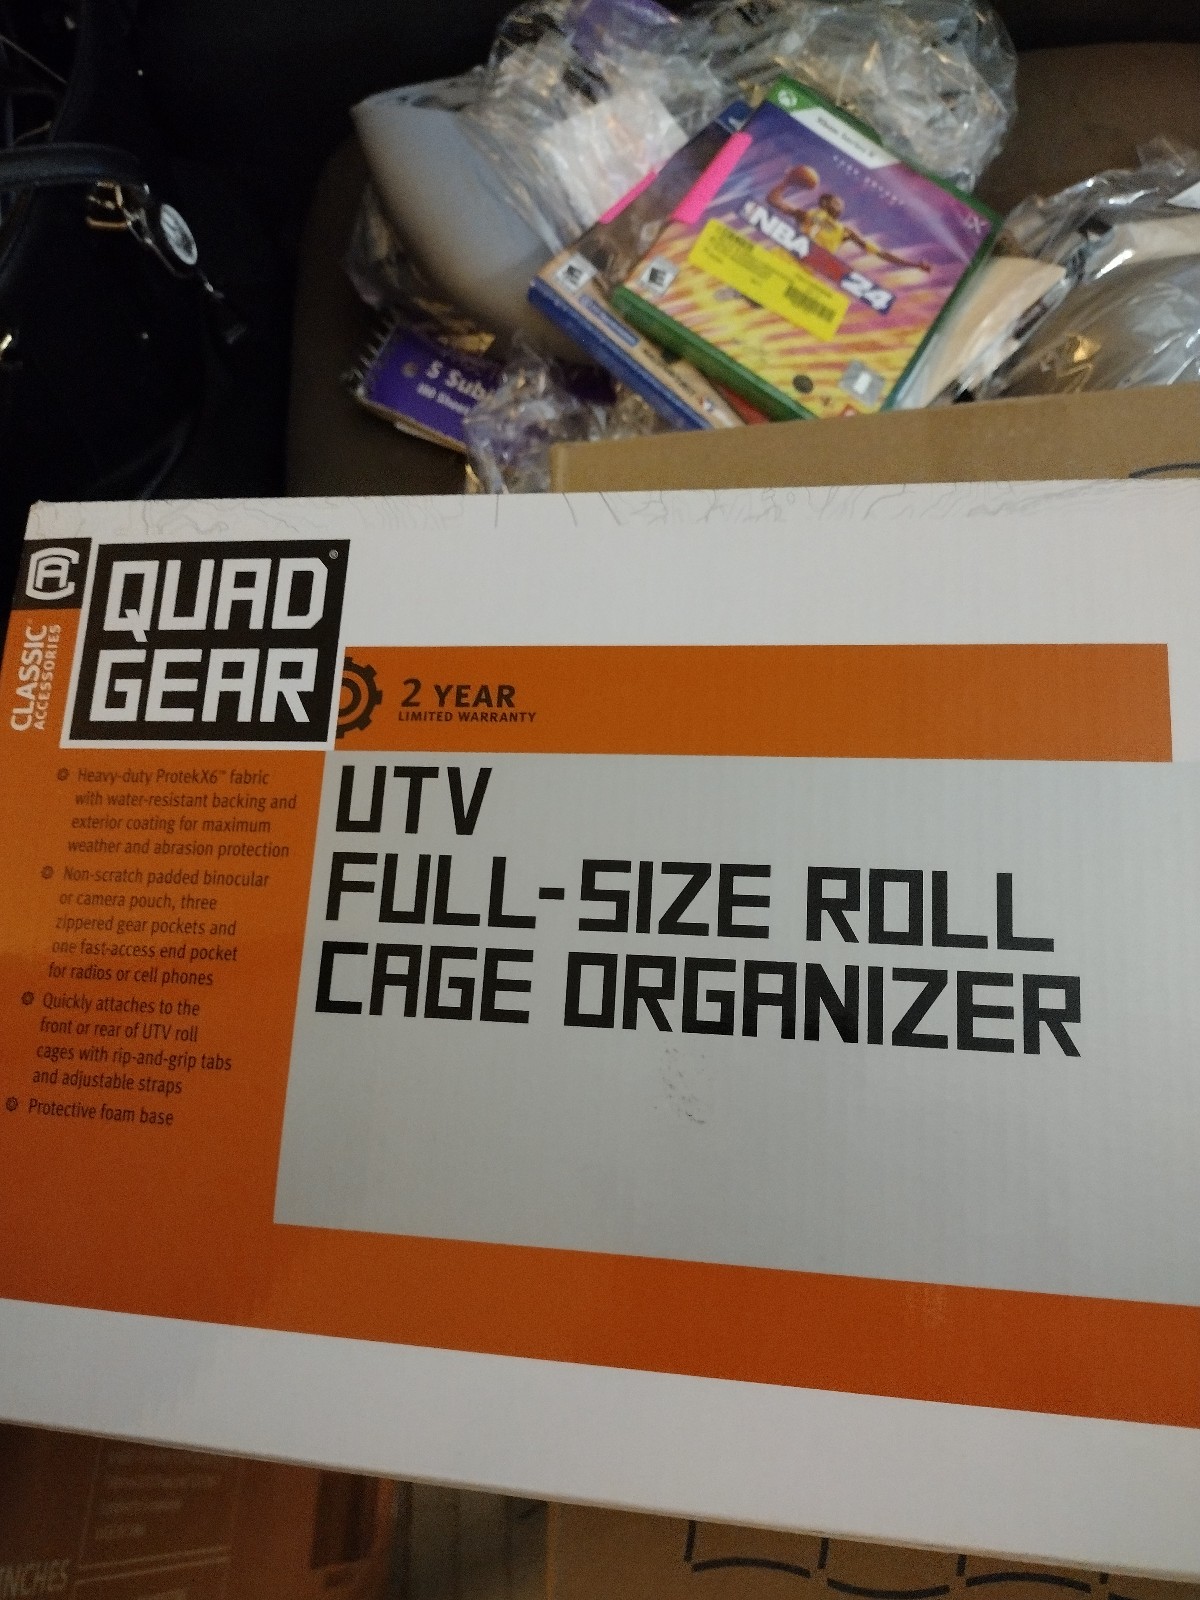 NBA 2K24
5 Sub
QUAD
GEAR
®
CLASSIC
ACCESSORIES
2 YEAR
LIMITED WARRANTY
Heavy-duty ProtekX6™ fabric
with water-resistant backing and
exterior coating for maximum
weather and abrasion protection
Non-scratch padded binocular
or camera pouch, three
zippered gear pockets and
one fast-access end pocket
for radios or cell phones
Quickly attaches to the
front or rear of UTV roll
cages with rip-and-grip tabs
and adjustable straps
Protective foam base
UTV
FULL-SIZE ROLL
CAGE ORGANIZER
INCHES